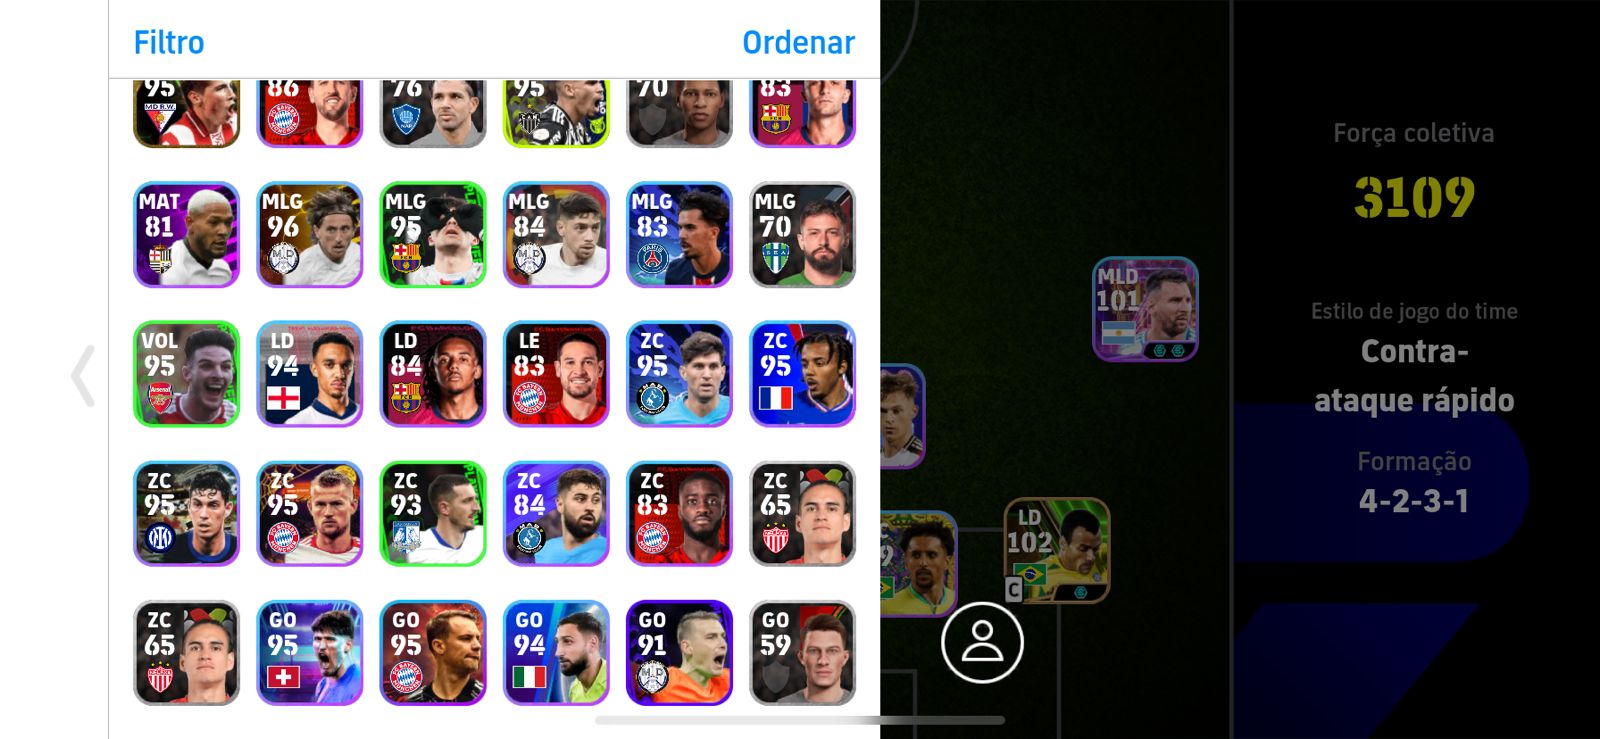 Filtro
Ordenar
95
86
76
95
70
83
MAT
81
MLG
96
MLG
95
MLG
84
MLG
83
MLG
70
VOL
95
LD
94
LD
84
LE
83
ZC
95
ZC
95
ZC
95
ZC
95
ZC
93
ZC
84
ZC
83
ZC
65
ZC
65
GO
95
GO
95
GO
94
GO
91
GO
59
MLD
101
LD
102
C
Força coletiva
3109
Estilo de jogo do time
Contra-
ataque rápido
Formação
4-2-3-1